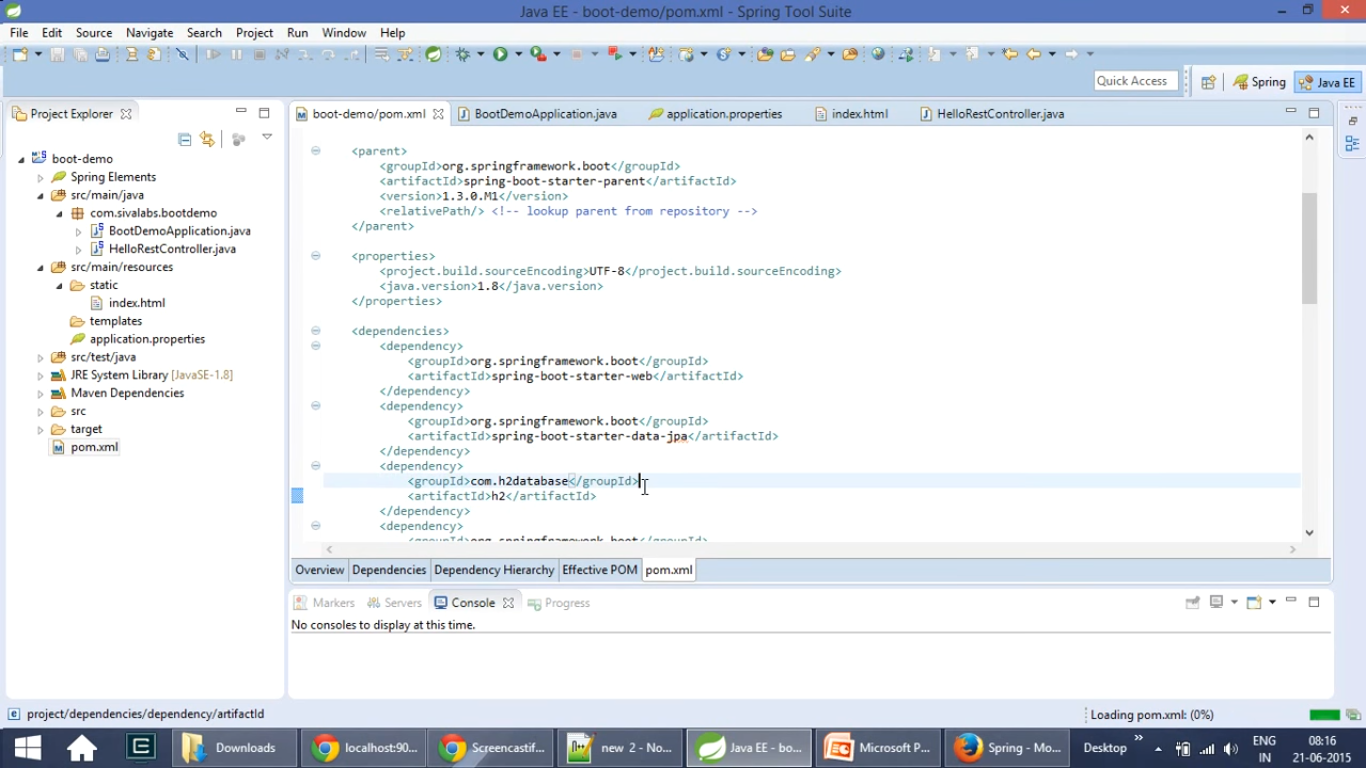 Java EE - boot-demo/pom.xml - Spring Tool Suite
File Edit Source Navigate Search Project Run Window Help
Quick Access Spring Java EE
Project Explorer
boot-demo
Spring Elements
src/main/java
com.sivalabs.bootdemo
BootDemoApplication.java
HelloRestController.java
src/main/resources
static
index.html
templates
application.properties
src/test/java
JRE System Library [JavaSE-1.8]
Maven Dependencies
src
target
pom.xml
boot-demo/pom.xml BootDemoApplication.java application.properties index.html HelloRestController.java
<parent>
<groupId>org.springframework.boot</groupId>
<artifactId>spring-boot-starter-parent</artifactId>
<version>1.3.0.M1</version>
<relativePath/> <!-- lookup parent from repository -->
</parent>
<properties>
<project.build.sourceEncoding>UTF-8</project.build.sourceEncoding>
<java.version>1.8</java.version>
</properties>
<dependencies>
<dependency>
<groupId>org.springframework.boot</groupId>
<artifactId>spring-boot-starter-web</artifactId>
</dependency>
<dependency>
<groupId>org.springframework.boot</groupId>
<artifactId>spring-boot-starter-data-jpa</artifactId>
</dependency>
<dependency>
<groupId>com.h2database</groupId>
<artifactId>h2</artifactId>
</dependency>
<dependency>
<groupId>org.springframework.boot</groupId>
Overview Dependencies Dependency Hierarchy Effective POM pom.xml
Markers Servers Console Progress
No consoles to display at this time.
project/dependencies/dependency/artifactId Loading pom.xml: (0%)
Downloads localhost:90... Screencastif... new 2 - No... Java EE - bo... Microsoft P... Spring - Mo... Desktop ENG IN 08:16 21-06-2015